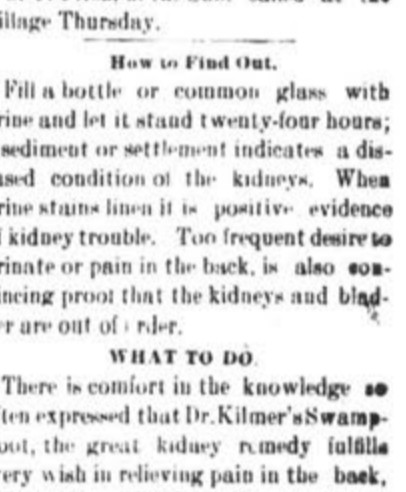 illage Thursday.
How to Find Out.
Fill a bottle or common glass with
rine and let it stand twenty-four hours;
sediment or settlement indicates a dis-
ased condition of the kidneys. When
rine stains linen it is positive evidence
f kidney trouble. Too frequent desire to
rinate or pain in the back, is also con-
incing proof that the kidneys and blad-
er are out of rder.
WHAT TO DO.
There is comfort in the knowledge so
ten expressed that Dr. Kilmer's Swamp-
oot, the great kidney remedy fulfills
ery wish in relieving pain in the back,